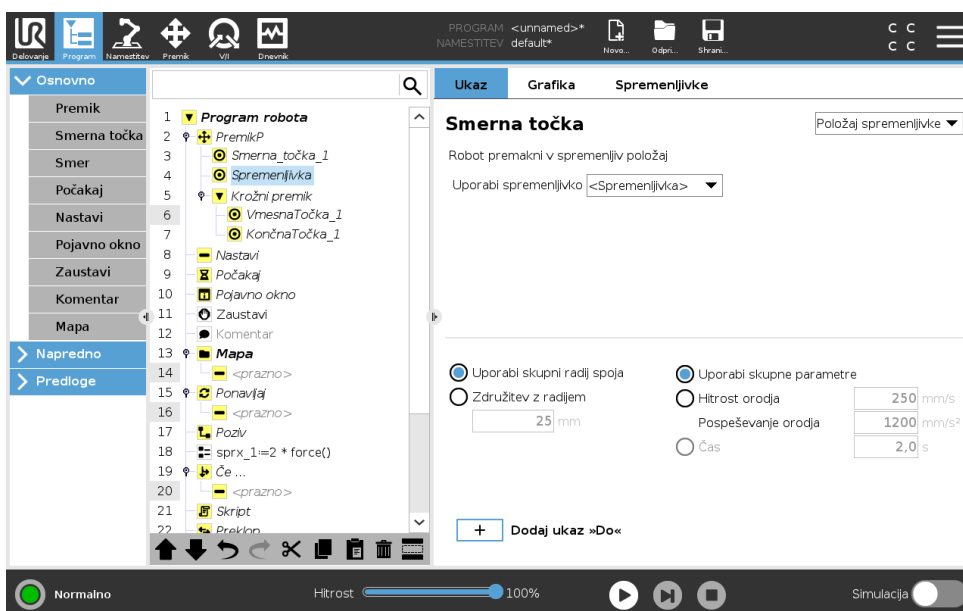 UR
PROGRAM <unnamed>*
NAMESTITEV default*
Delovanje Program Namestitev Premik V/I Dnevnik Novo... Odpri... Shrani...
C C
C C
Osnovno
Premik
Smerna točka
Smer
Počakaj
Nastavi
Pojavno okno
Zaustavi
Komentar
Mapa
Napredno
Predloge
1 Program robota
2 PremikP
3 Smerna_točka_1
4 Spremenljivka
5 Krožni premik
6 VmesnaTočka_1
7 KončnaTočka_1
8 Nastavi
9 Počakaj
10 Pojavno okno
11 Zaustavi
12 Komentar
13 Mapa
14 <prazno>
15 Ponavljaj
16 <prazno>
17 Poziv
18 sprx_1:=2 * force()
19 Če ...
20 <prazno>
21 Skript
22 Preklop
Ukaz Grafika Spremenljivke
Smerna točka Položaj spremenljivke
Robot premakni v spremenljiv položaj
Uporabi spremenljivko <Spremenljivka>
Uporabi skupni radij spoja
Združitev z radijem
25 mm
Uporabi skupne parametre
Hitrost orodja 250 mm/s
Pospeševanje orodja 1200 mm/s²
Čas 2,0 s
+ Dodaj ukaz »Do«
Normalno Hitrost 100% Simulacija